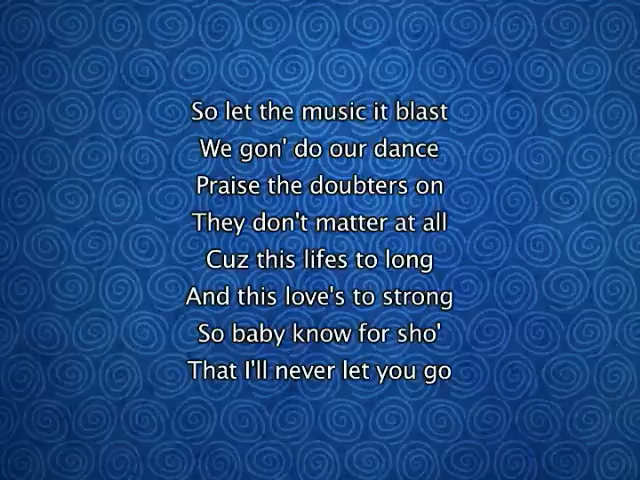 So let the music it blast
We gon' do our dance
Praise the doubters on
They don't matter at all
Cuz this lifes to long
And this love's to strong
So baby know for sho'
That I'll never let you go